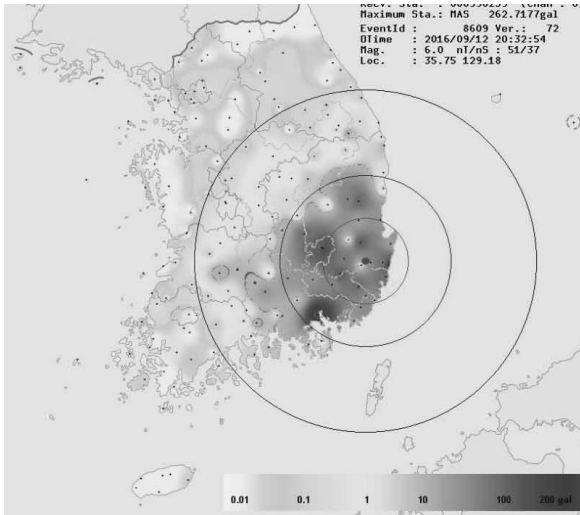 Maximum Sta.: MAS 262.7177gal
EventId : 8609 Ver.: 72
OTime : 2016/09/12 20:32:54
Mag. : 6.0 nT/nS : 51/37
Loc. : 35.75 129.18
0.01 0.1 1 10 100 200 gal